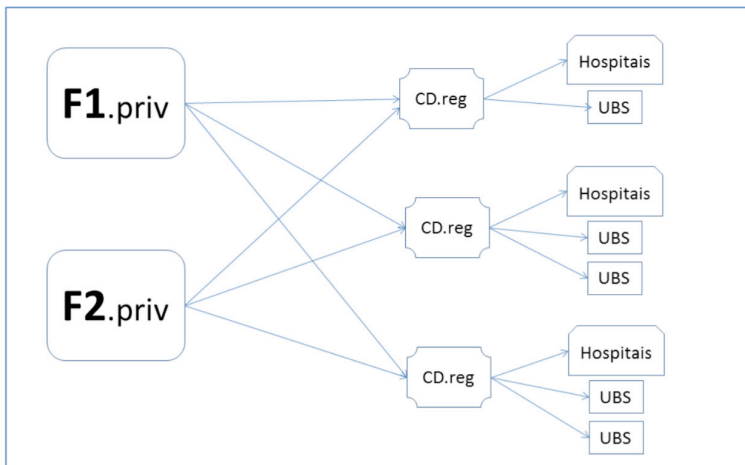 F1.priv
F2.priv
CD.reg
Hospitais
UBS
CD.reg
Hospitais
UBS
UBS
CD.reg
Hospitais
UBS
UBS